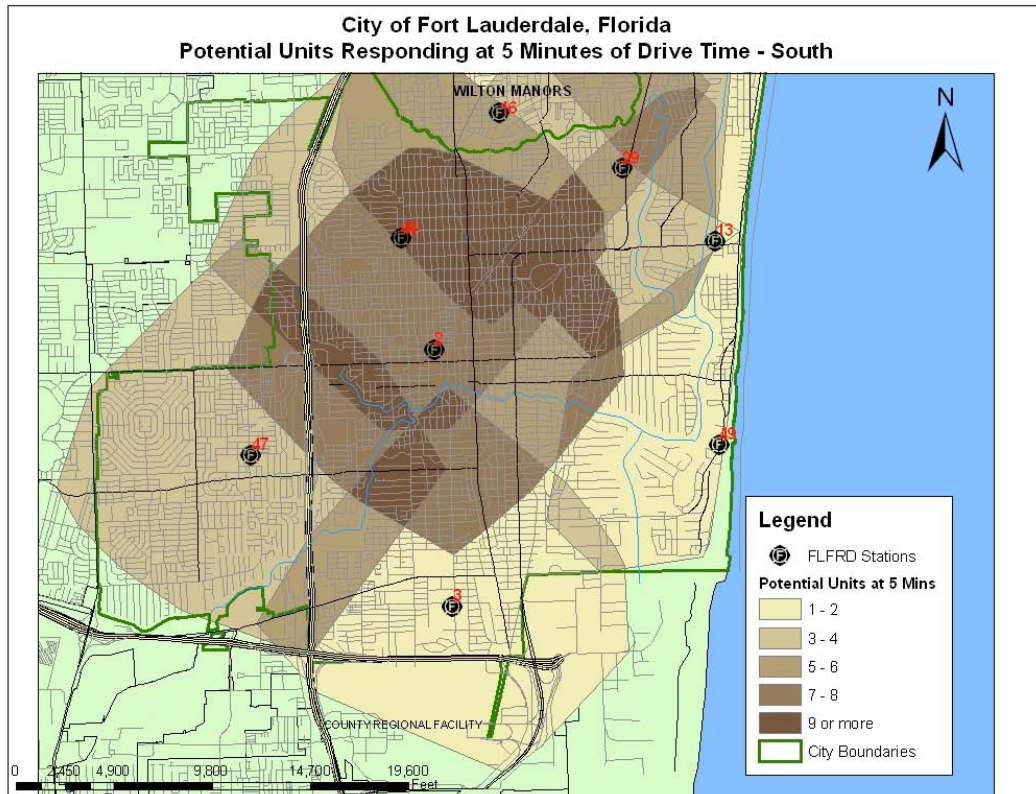 City of Fort Lauderdale, Florida
Potential Units Responding at 5 Minutes of Drive Time - South
WILTON MANORS
16
29
13
N
2
47
49
3
COUNTY REGIONAL FACILITY
0 2,450 4,900 9,800 14,700 19,600
Feet
Legend
F FLFRD Stations
Potential Units at 5 Mins
1 - 2
3 - 4
5 - 6
7 - 8
9 or more
City Boundaries